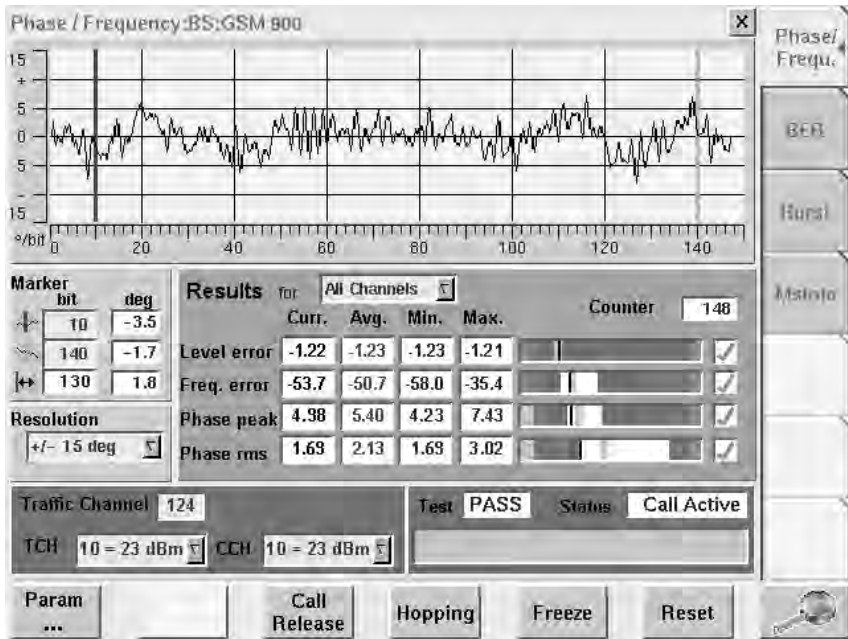 Phase / Frequency:BS:GSM 900
X
Phase/
Frequ.
15
+
5
0
5
-
15
°/bit
0 20 40 60 80 100 120 140
BER
Burst
MsInfo
Marker
bit deg
10 -3.5
140 -1.7
130 1.8
Resolution
+/- 15 deg
Results for All Channels
Counter 148
Curr. Avg. Min. Max.
Level error -1.22 -1.23 -1.23 -1.21
Freq. error -53.7 -50.7 -58.0 -35.4
Phase peak 4.98 5.40 4.23 7.43
Phase rms 1.69 2.13 1.69 3.02
Traffic Channel 124
TCH 10 = 23 dBm CCH 10 = 23 dBm
Test PASS Status Call Active
Param
...
Call
Release
Hopping
Freeze
Reset